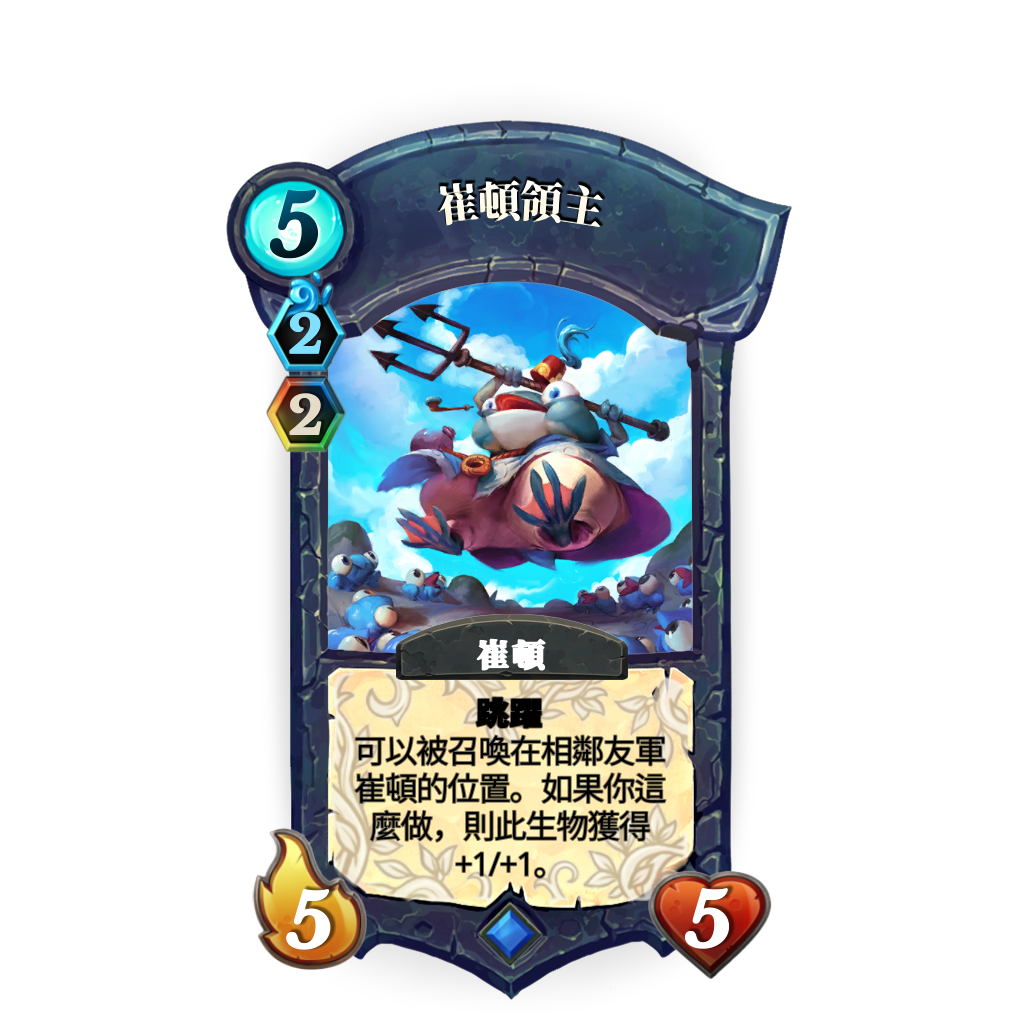 崔頓領主
5
2
2
崔頓
跳躍
可以被召喚在相鄰友軍
崔頓的位置。如果你這
麼做，則此生物獲得
+1/+1。
5
5